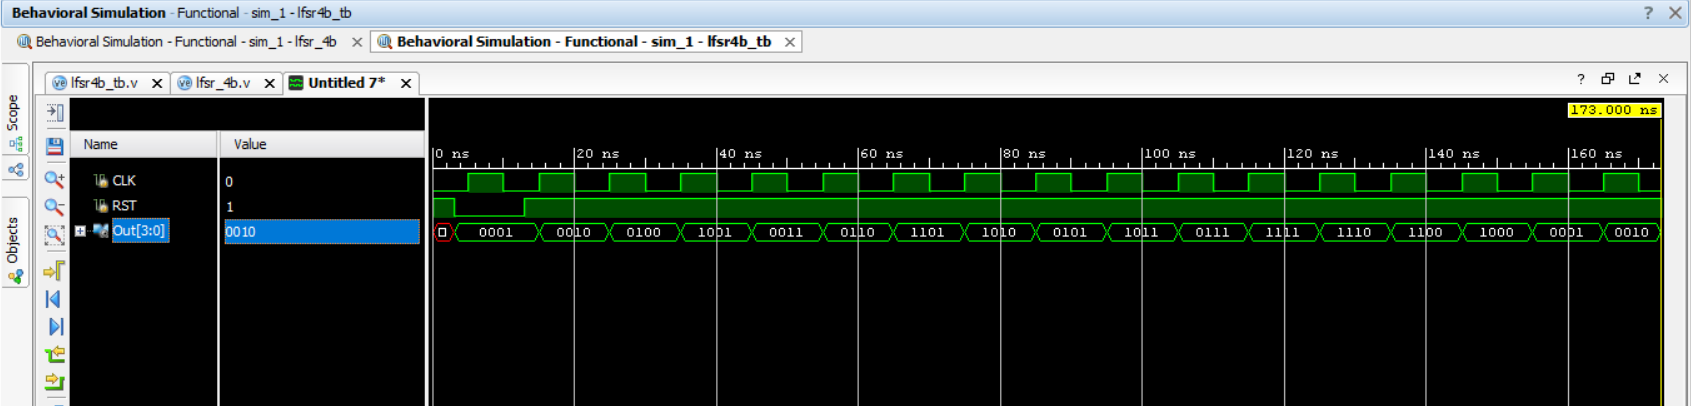 Behavioral Simulation - Functional - sim_1 - lfsr4b_tb
Behavioral Simulation - Functional - sim_1 - lfsr_4b
Behavioral Simulation - Functional - sim_1 - lfsr4b_tb
Scope
Objects
lfsr4b_tb.v
lfsr_4b.v
Untitled 7*
173.000 ns
Name Value
0 ns 20 ns 40 ns 60 ns 80 ns 100 ns 120 ns 140 ns 160 ns
CLK 0
RST 1
Out[3:0] 0010 0001 0010 0100 1001 0011 0110 1101 1010 0101 1011 0111 1111 1110 1100 1000 0001 0010